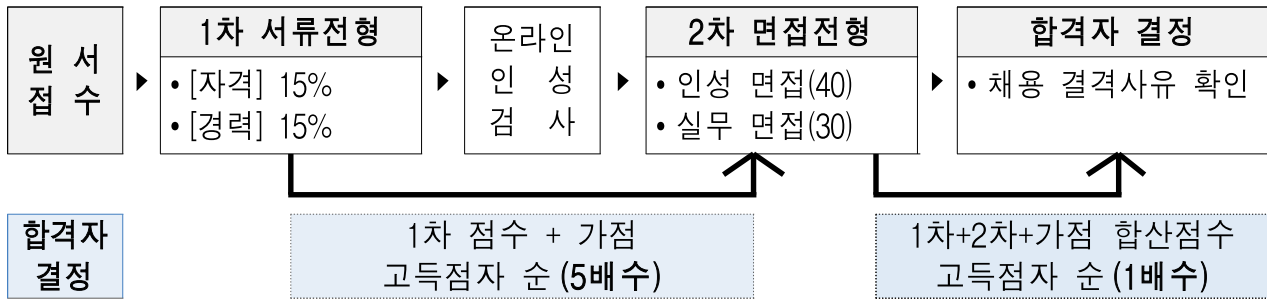 원 서
접 수
1차 서류전형
• [자격] 15%
• [경력] 15%
온라인
인 성
검 사
2차 면접전형
• 인성 면접(40)
• 실무 면접(30)
합격자 결정
• 채용 결격사유 확인
합격자
결정
1차 점수 + 가점
고득점자 순 (5배수)
1차+2차+가점 합산점수
고득점자 순 (1배수)